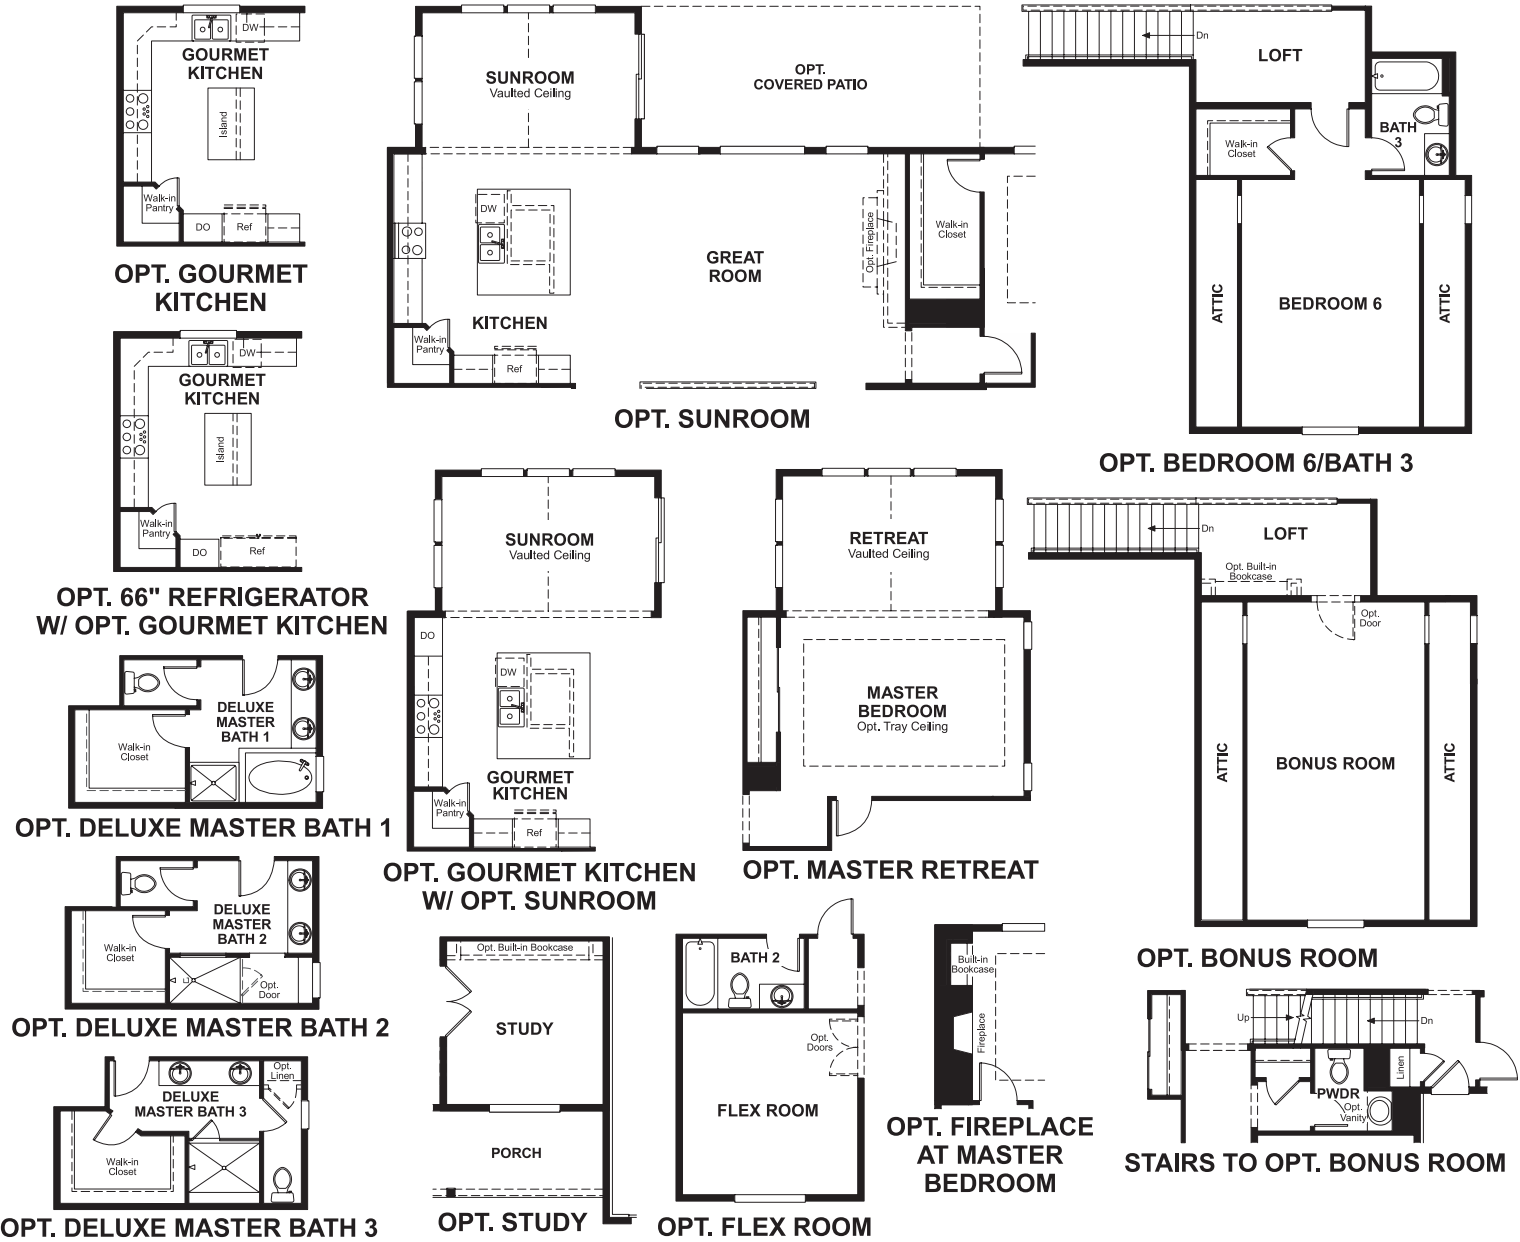 DW
GOURMET
KITCHEN
Island
Walk-in
Pantry
DO
Ref
OPT. GOURMET
KITCHEN
DW
GOURMET
KITCHEN
Island
Walk-in
Pantry
DO
Ref
OPT. 66" REFRIGERATOR
W/ OPT. GOURMET KITCHEN
DELUXE
MASTER
BATH 1
Walk-in
Closet
OPT. DELUXE MASTER BATH 1
DELUXE
MASTER
BATH 2
Walk-in
Closet
Opt.
Door
OPT. DELUXE MASTER BATH 2
Opt.
Linen
DELUXE
MASTER BATH 3
Walk-in
Closet
OPT. DELUXE MASTER BATH 3
SUNROOM
Vaulted Ceiling
OPT.
COVERED PATIO
DW
Walk-in
Closet
Opt. Fireplace
GREAT
ROOM
KITCHEN
Walk-in
Pantry
Ref
OPT. SUNROOM
SUNROOM
Vaulted Ceiling
DO
DW
GOURMET
KITCHEN
Walk-in
Pantry
Ref
OPT. GOURMET KITCHEN
W/ OPT. SUNROOM
RETREAT
Vaulted Ceiling
MASTER
BEDROOM
Opt. Tray Ceiling
OPT. MASTER RETREAT
Opt. Built-in Bookcase
STUDY
PORCH
OPT. STUDY
BATH 2
Opt.
Doors
FLEX ROOM
OPT. FLEX ROOM
Built-in
Bookcase
Fireplace
OPT. FIREPLACE
AT MASTER
BEDROOM
Dn
LOFT
BATH
3
Walk-in
Closet
ATTIC
BEDROOM 6
ATTIC
OPT. BEDROOM 6/BATH 3
Dn
LOFT
Opt. Built-in
Bookcase
Opt.
Door
ATTIC
BONUS ROOM
ATTIC
OPT. BONUS ROOM
Up
Dn
Linen
PWDR
Opt.
Vanity
STAIRS TO OPT. BONUS ROOM